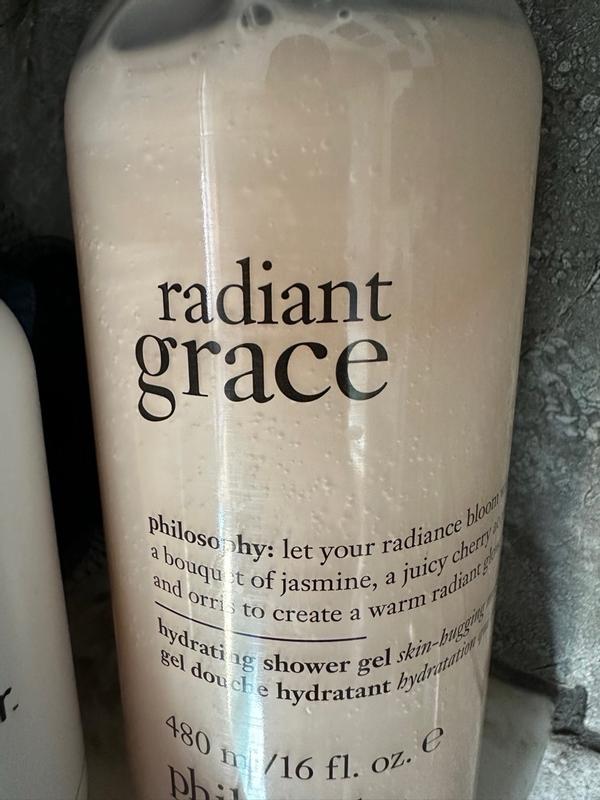 radiant
grace
philosophy: let your radiance bloom
a bouquet of jasmine, a juicy cherry
and orris to create a warm radiant
hydrating shower gel skin-hugging
gel douche hydratant hydratation
480 ml/16 fl. oz. e
r.